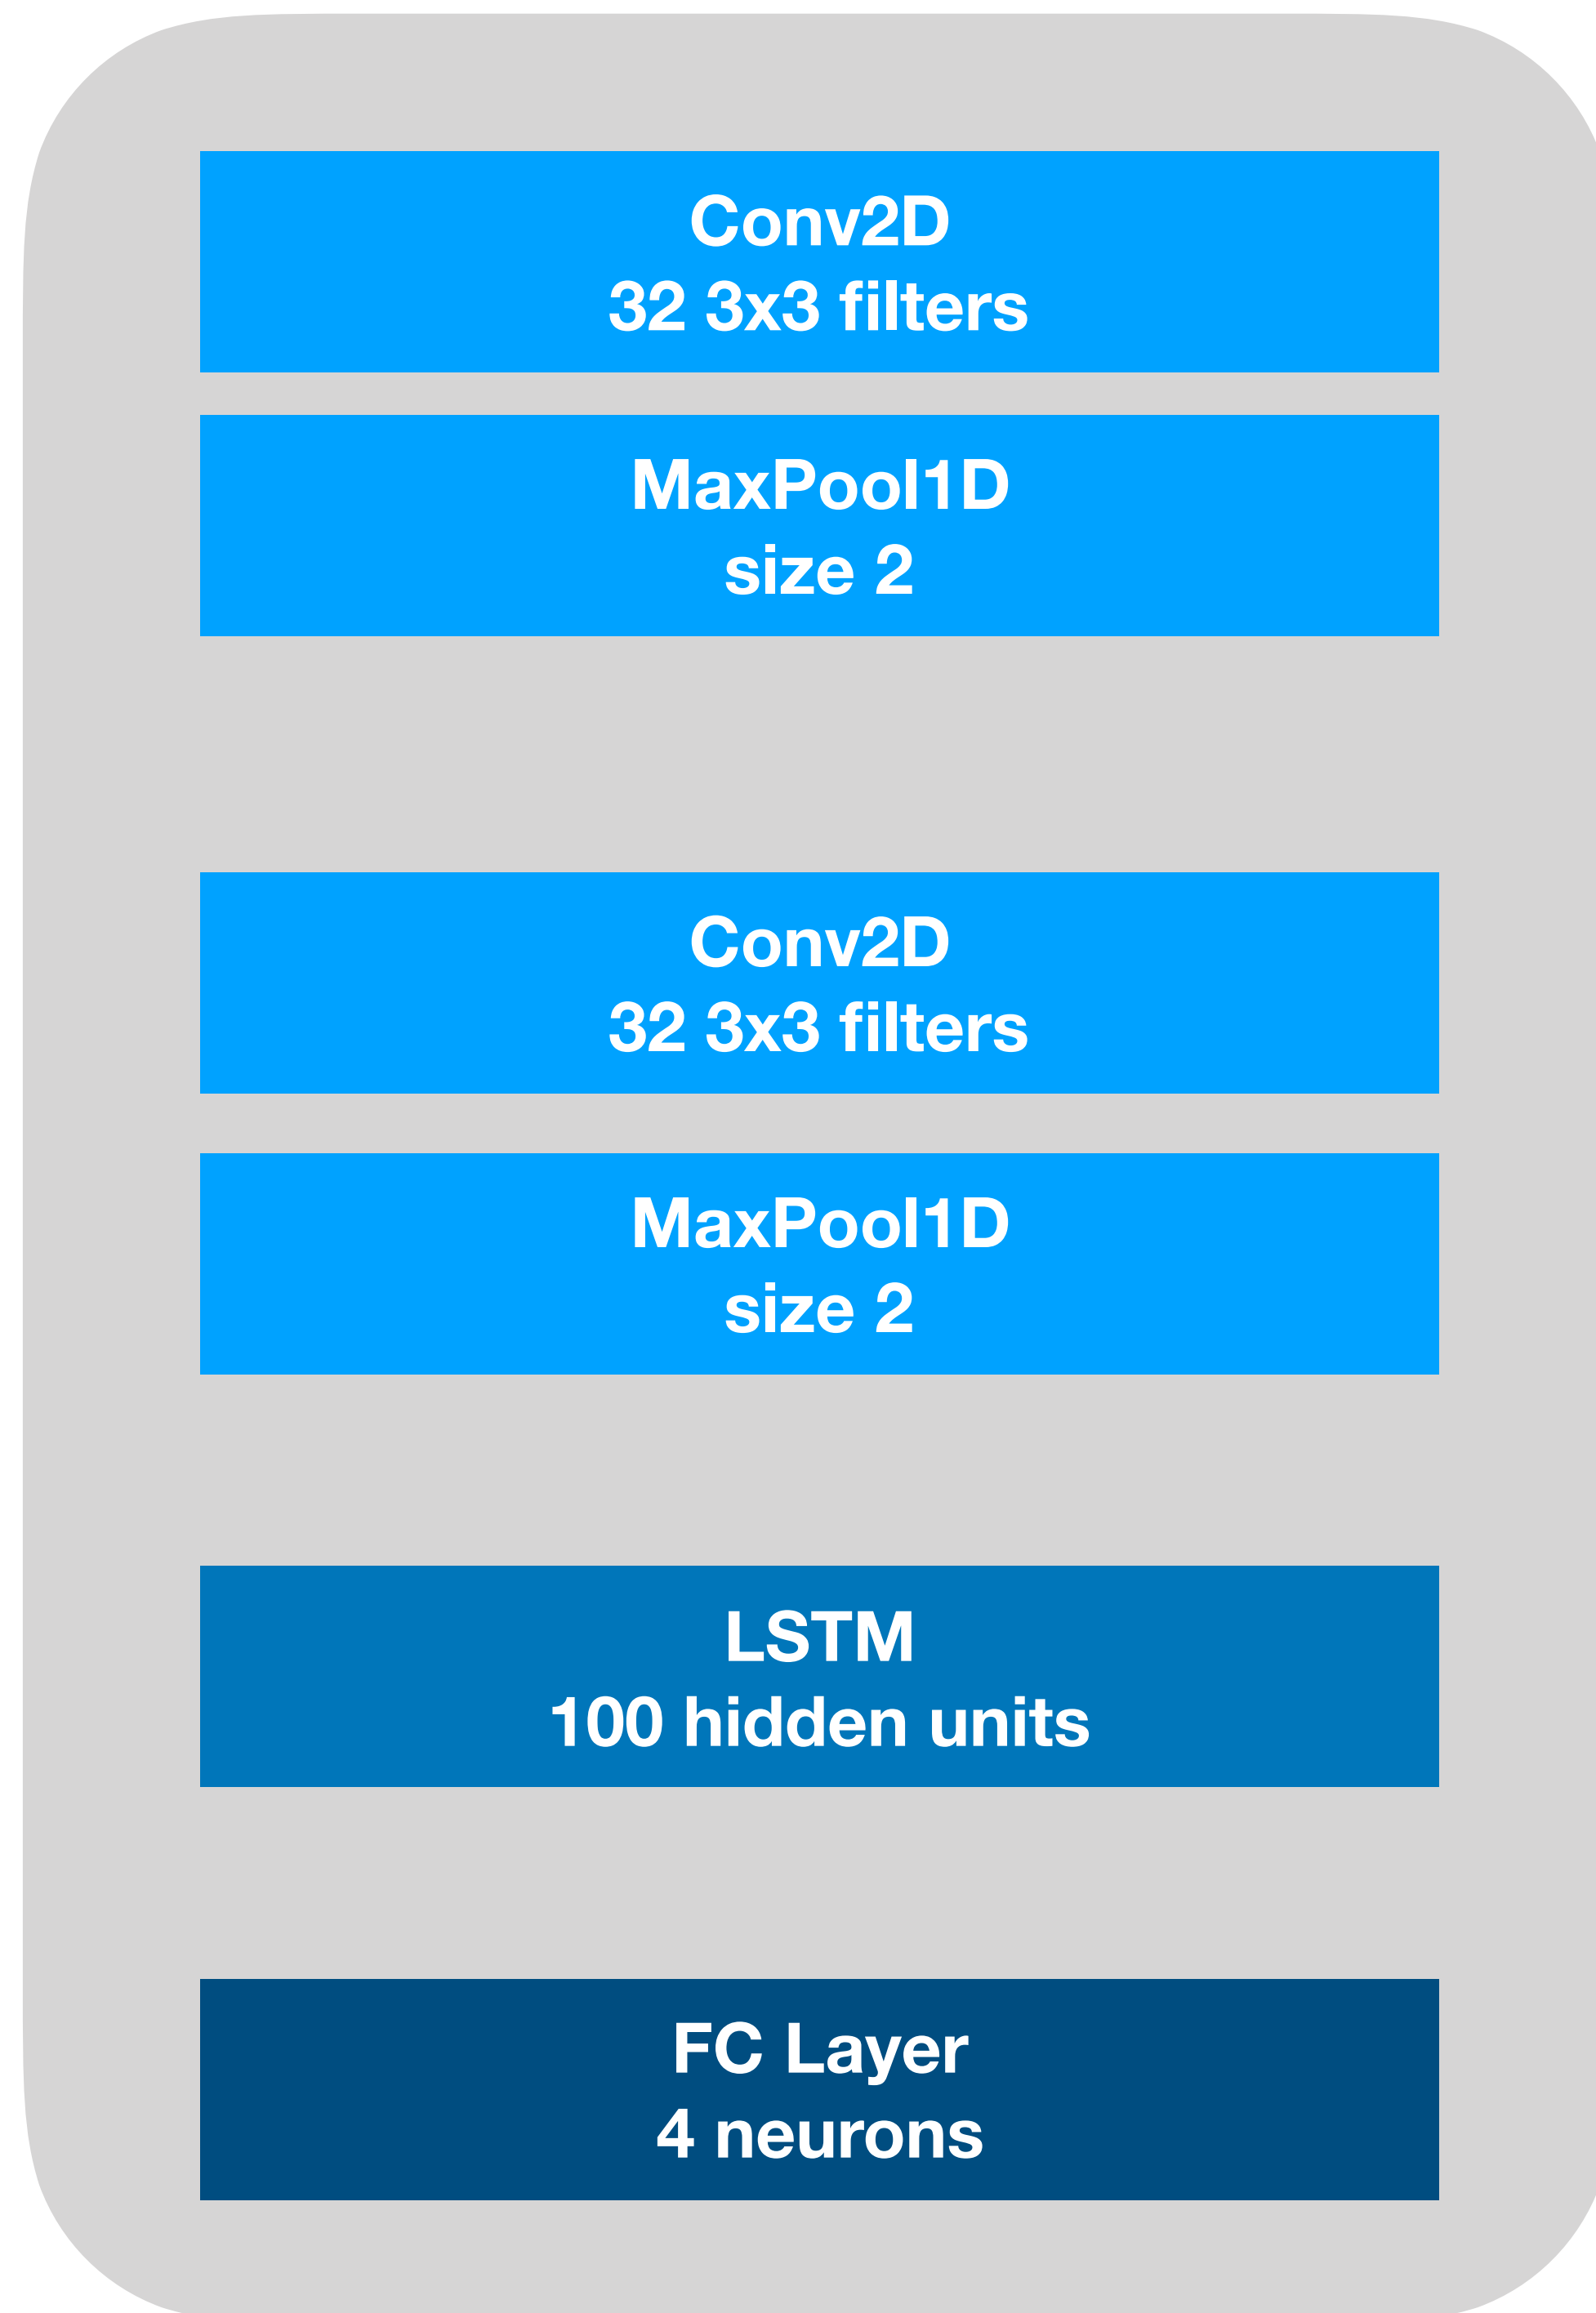 Conv2D
32 3x3 filters
MaxPool1D
size 2
Conv2D
32 3x3 filters
MaxPool1D
size 2
LSTM
100 hidden units
FC Layer
4 neurons